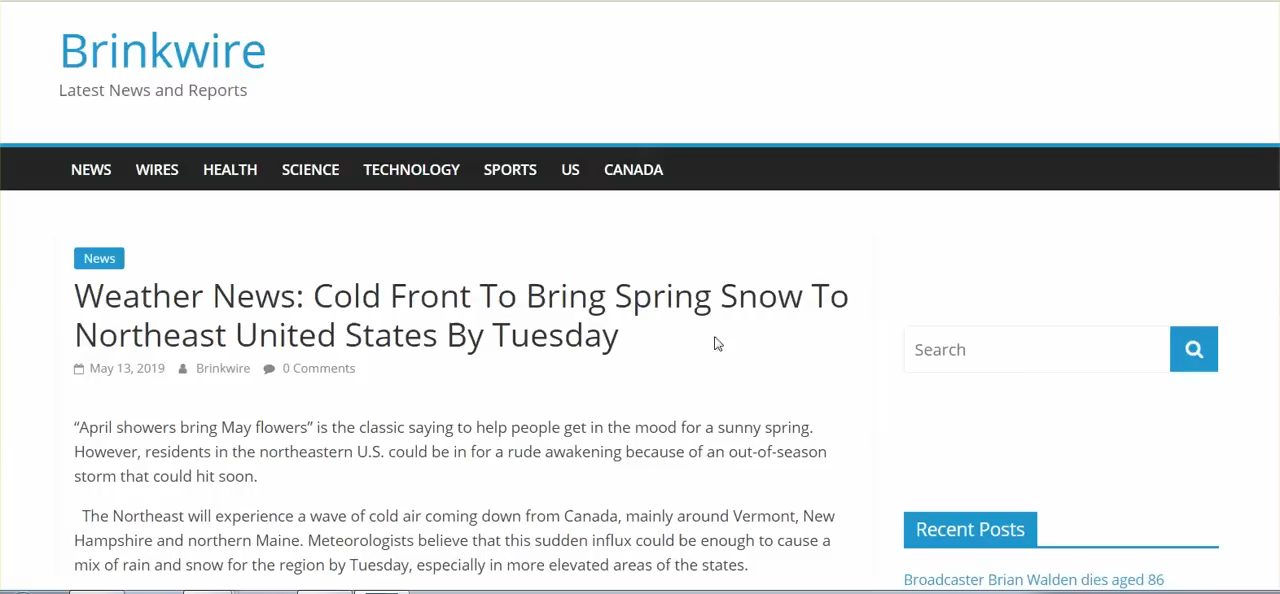 Brinkwire
Latest News and Reports
NEWS WIRES HEALTH SCIENCE TECHNOLOGY SPORTS US CANADA
News
Weather News: Cold Front To Bring Spring Snow To
Northeast United States By Tuesday
May 13, 2019 Brinkwire 0 Comments
“April showers bring May flowers” is the classic saying to help people get in the mood for a sunny spring.
However, residents in the northeastern U.S. could be in for a rude awakening because of an out-of-season
storm that could hit soon.
The Northeast will experience a wave of cold air coming down from Canada, mainly around Vermont, New
Hampshire and northern Maine. Meteorologists believe that this sudden influx could be enough to cause a
mix of rain and snow for the region by Tuesday, especially in more elevated areas of the states.
Search
Recent Posts
Broadcaster Brian Walden dies aged 86